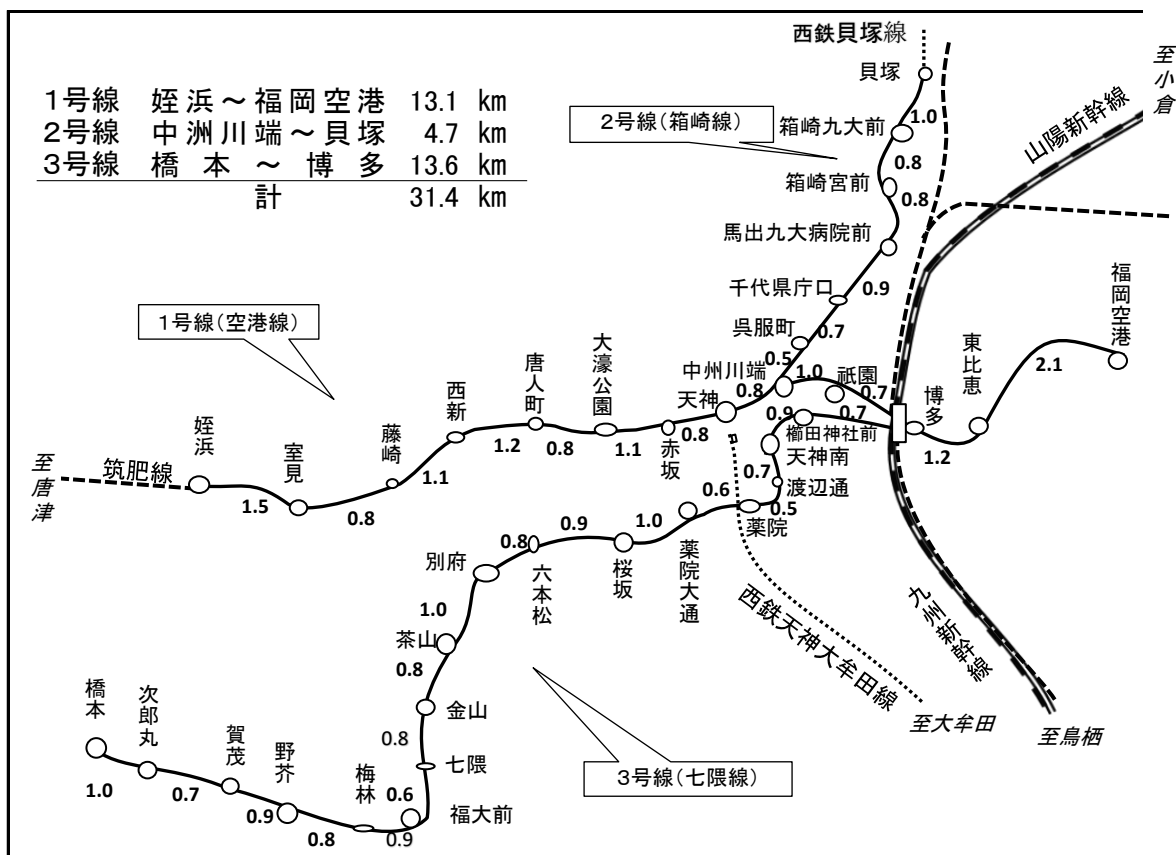 1号線 姪浜~福岡空港 13.1 km
2号線 中洲川端~貝塚 4.7 km
3号線 橋本~博多 13.6 km
計 31.4 km
西鉄貝塚線
貝塚
1.0
箱崎九大前
0.8
箱崎宮前
0.8
馬出九大病院前
0.9
千代県庁口
0.7
呉服町
0.5
2号線(箱崎線)
山陽新幹線
至小倉
1号線(空港線)
至唐津
筑肥線
姪浜
1.5
室見
0.8
藤崎
1.1
西新
1.2
唐人町
0.8
大濠公園
1.1
赤坂
0.8
天神
0.8
中州川端
1.0
祇園
0.7
博多
1.2
東比恵
2.1
福岡空港
0.7
櫛田神社前
0.9
天神南
0.7
渡辺通
0.5
薬院
0.6
薬院大通
1.0
桜坂
0.9
六本松
0.8
別府
1.0
茶山
0.8
金山
0.8
七隈
0.6
福大前
0.9
梅林
0.8
野芥
0.9
賀茂
0.7
次郎丸
1.0
橋本
3号線(七隈線)
西鉄天神大牟田線
至大牟田
九州新幹線
至鳥栖